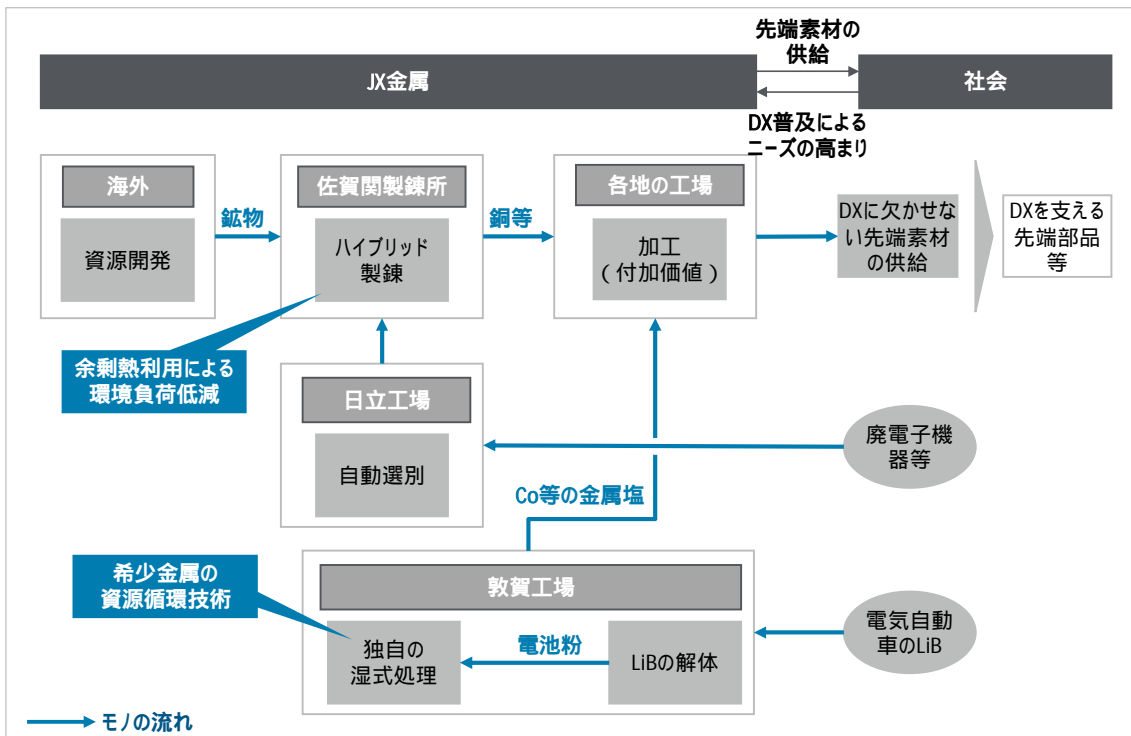 先端素材の
供給
JX金属
社会
DX普及による
ニーズの高まり
海外
資源開発
鉱物
佐賀関製錬所
ハイブリッド
製錬
銅等
各地の工場
加工
(付加価値)
DXに欠かせな
い先端素材
の供給
DXを支える
先端部品
等
余剰熱利用による
環境負荷低減
日立工場
自動選別
廃電子機
器等
Co等の金属塩
希少金属の
資源循環技術
敦賀工場
独自の
湿式処理
電池粉
LiBの解体
電気自動
車のLiB
モノの流れ